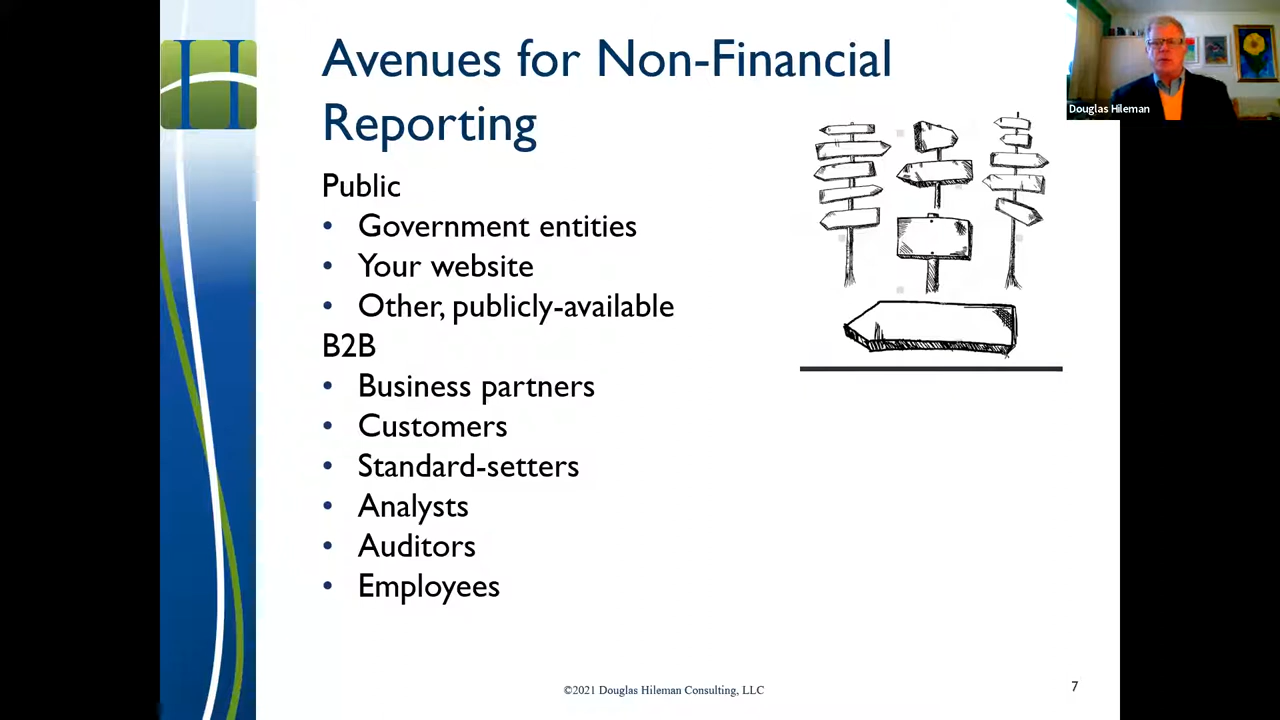 Avenues for Non-Financial
Reporting
Douglas Hileman
Public
• Government entities
• Your website
• Other, publicly-available
B2B
• Business partners
• Customers
• Standard-setters
• Analysts
• Auditors
• Employees
©2021 Douglas Hileman Consulting, LLC
7